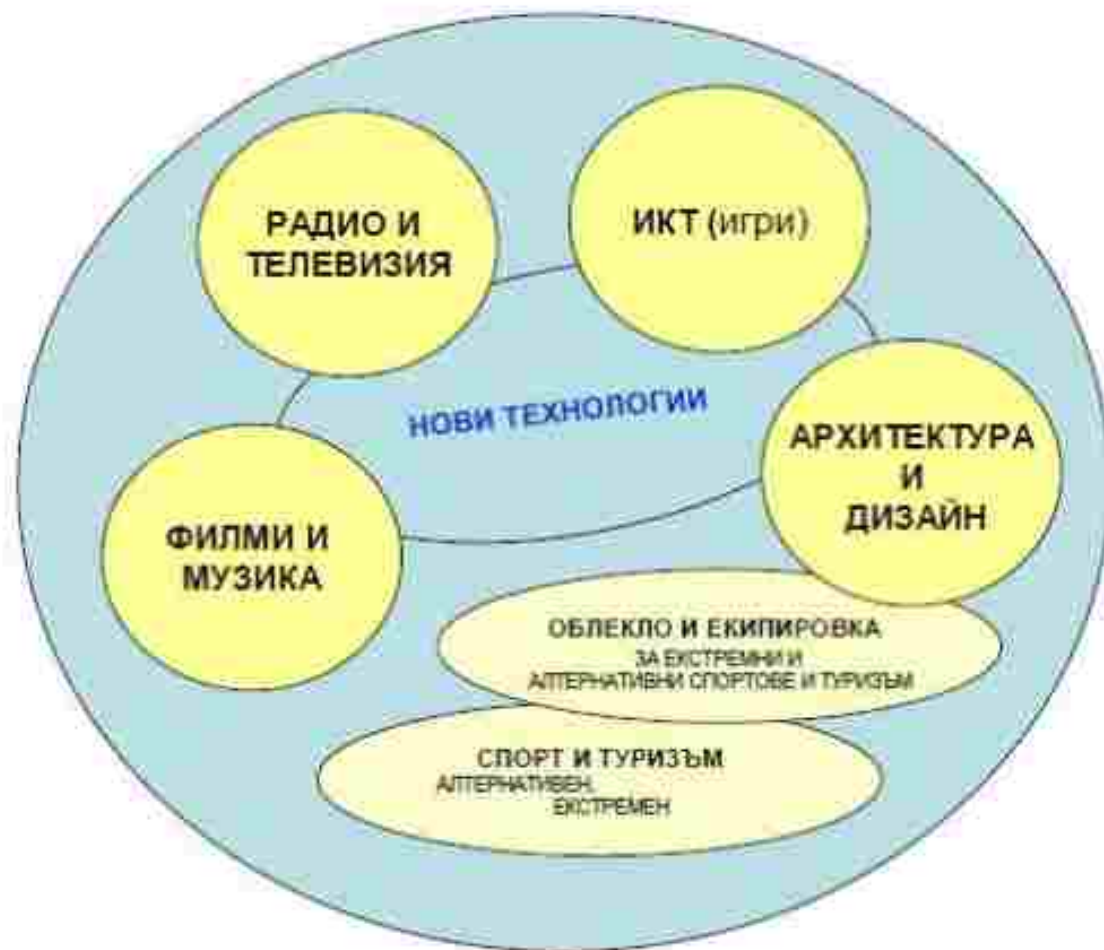 РАДИО И
ТЕЛЕВИЗИЯ
ИКТ (игри)
НОВИ ТЕХНОЛОГИИ
АРХИТЕКТУРА
И
ДИЗАЙН
ФИЛМИ И
МУЗИКА
ОБЛЕКЛО И ЕКИПИРОВКА
ЗА ЕКСТРЕМНИ И
АЛТЕРНАТИВНИ СПОРТОВЕ И ТУРИЗЪМ
СПОРТ И ТУРИЗЪМ
АЛТЕРНАТИВЕН,
ЕКСТРЕМЕН